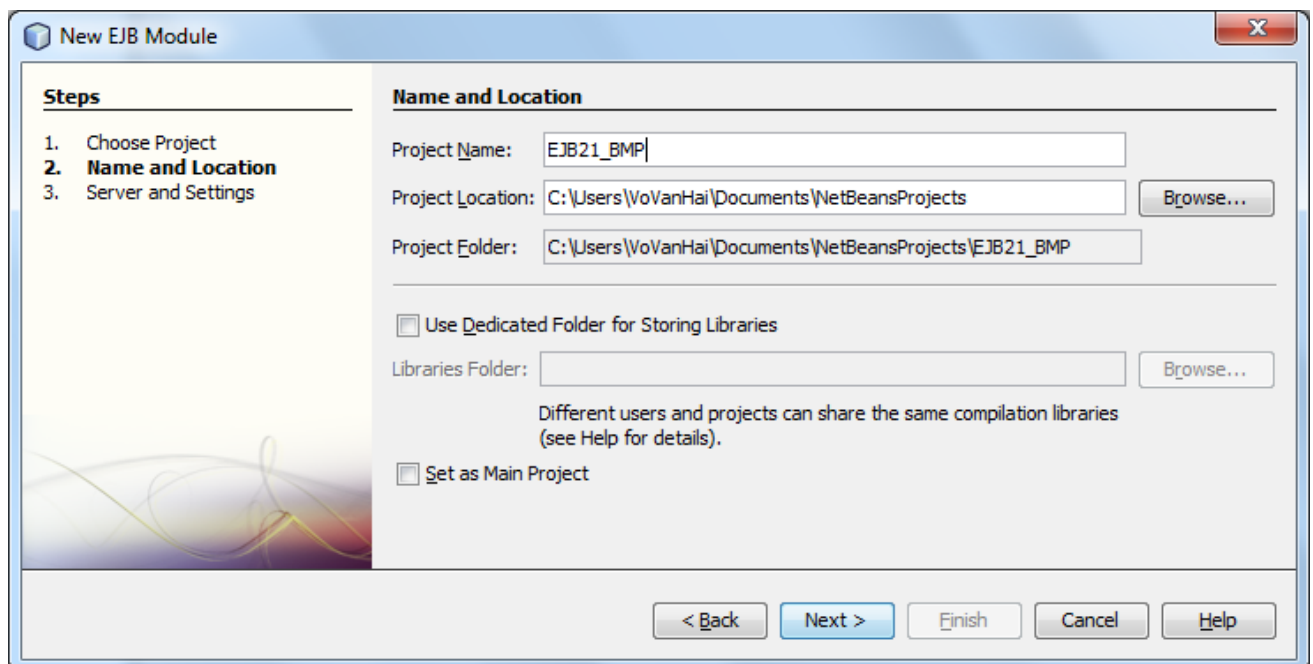 New EJB Module
X
Steps
1. Choose Project
2. Name and Location
3. Server and Settings
Name and Location
Project Name: EJB21_BMP
Project Location: C:\Users\VoVanHai\Documents\NetBeansProjects Browse...
Project Folder: C:\Users\VoVanHai\Documents\NetBeansProjects\EJB21_BMP
Use Dedicated Folder for Storing Libraries
Libraries Folder: Browse...
Different users and projects can share the same compilation libraries
(see Help for details).
Set as Main Project
< Back Next > Finish Cancel Help